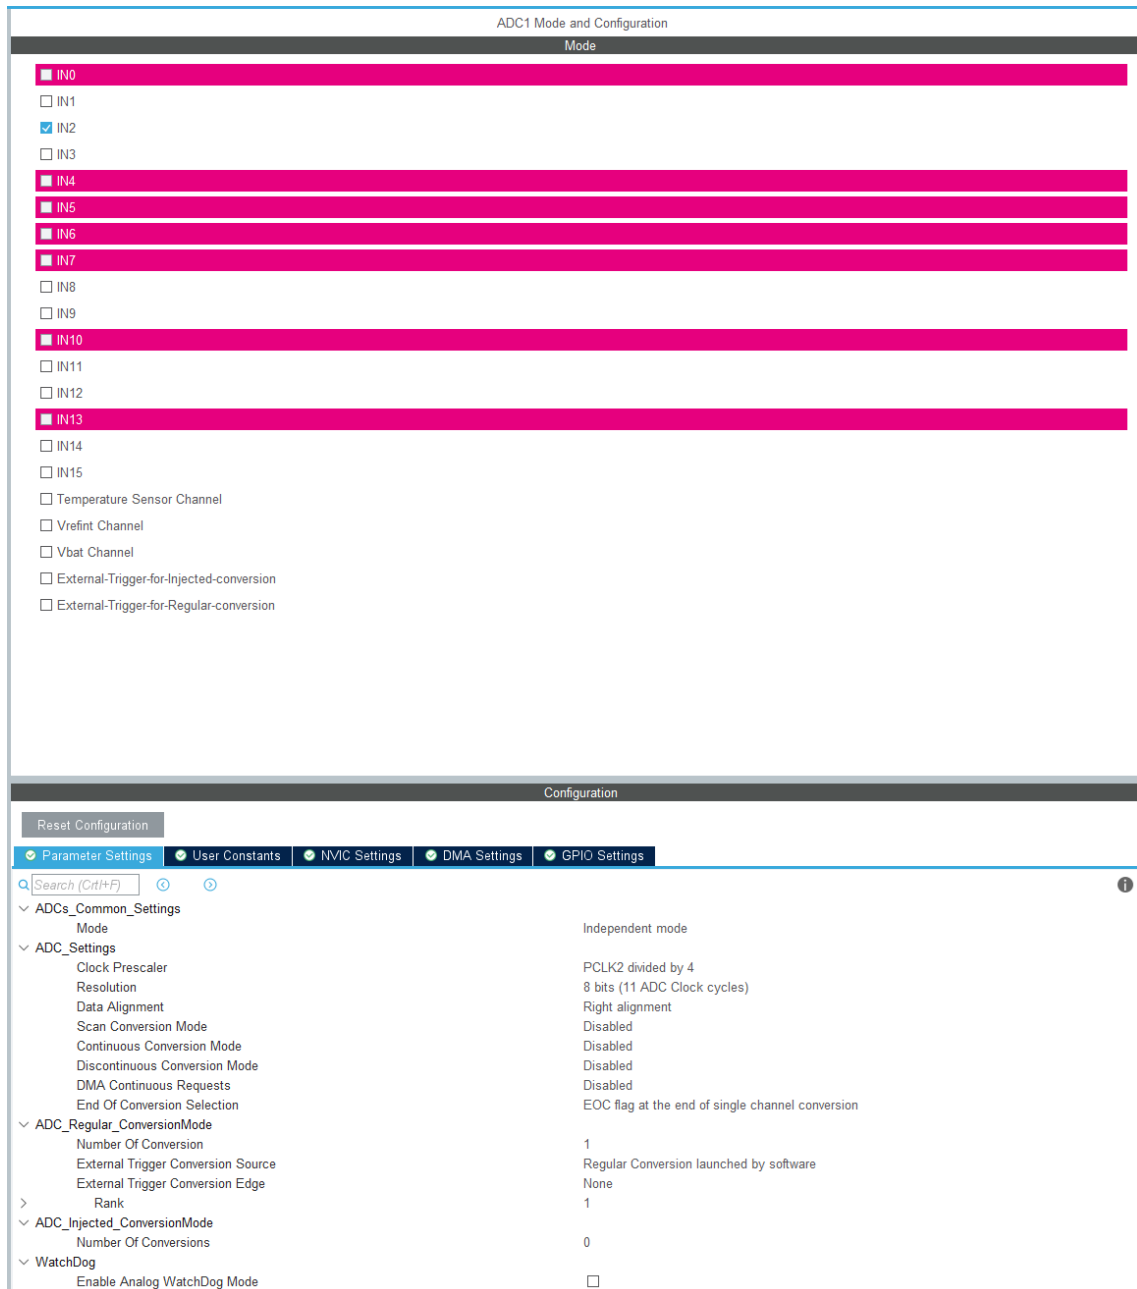 ADC1 Mode and Configuration
Mode
IN0
IN1
IN2
IN3
IN4
IN5
IN6
IN7
IN8
IN9
IN10
IN11
IN12
IN13
IN14
IN15
Temperature Sensor Channel
Vrefint Channel
Vbat Channel
External-Trigger-for-Injected-conversion
External-Trigger-for-Regular-conversion
Configuration
Reset Configuration
Parameter Settings User Constants NVIC Settings DMA Settings GPIO Settings
Search (Crtl+F)
ADCs_Common_Settings
Mode Independent mode
ADC_Settings
Clock Prescaler PCLK2 divided by 4
Resolution 8 bits (11 ADC Clock cycles)
Data Alignment Right alignment
Scan Conversion Mode Disabled
Continuous Conversion Mode Disabled
Discontinuous Conversion Mode Disabled
DMA Continuous Requests Disabled
End Of Conversion Selection EOC flag at the end of single channel conversion
ADC_Regular_ConversionMode
Number Of Conversion 1
External Trigger Conversion Source Regular Conversion launched by software
External Trigger Conversion Edge None
Rank 1
ADC_Injected_ConversionMode
Number Of Conversions 0
WatchDog
Enable Analog WatchDog Mode